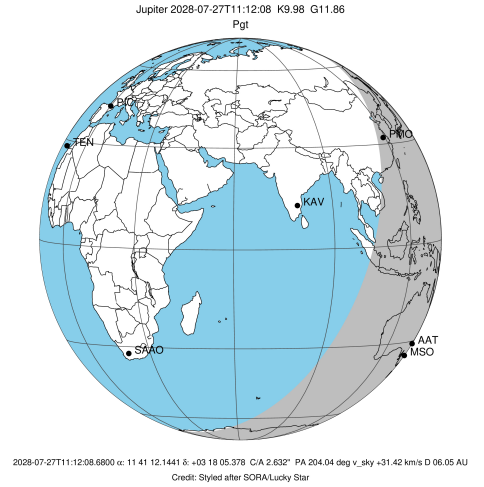 Jupiter 2028-07-27T11:12:08 K9.98 G11.86
Pgt
PIC
TEN
PMO
KAV
AAT
MSO
SAAO
2028-07-27T11:12:08.6800 α: 11 41 12.1441 δ: +03 18 05.378 C/A 2.632" PA 204.04 deg v_sky +31.42 km/s D 06.05 AU
Credit: Styled after SORA/Lucky Star